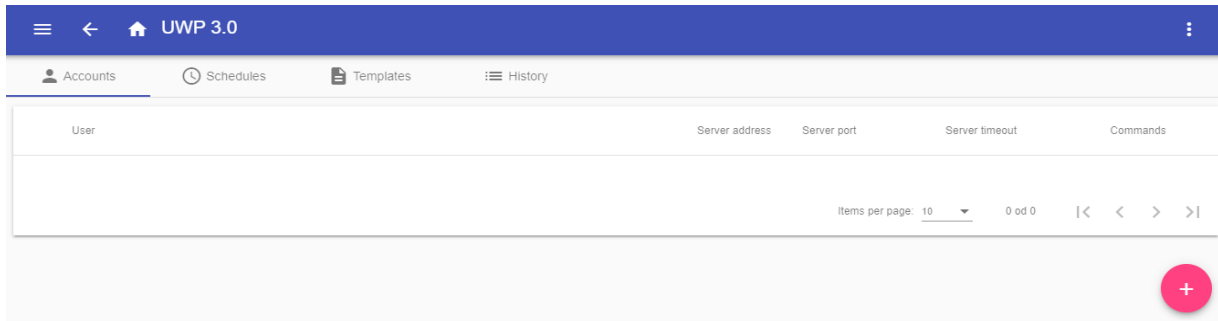 UWP 3.0
Accounts Schedules Templates History
User Server address Server port Server timeout Commands
Items per page: 10 0 od 0